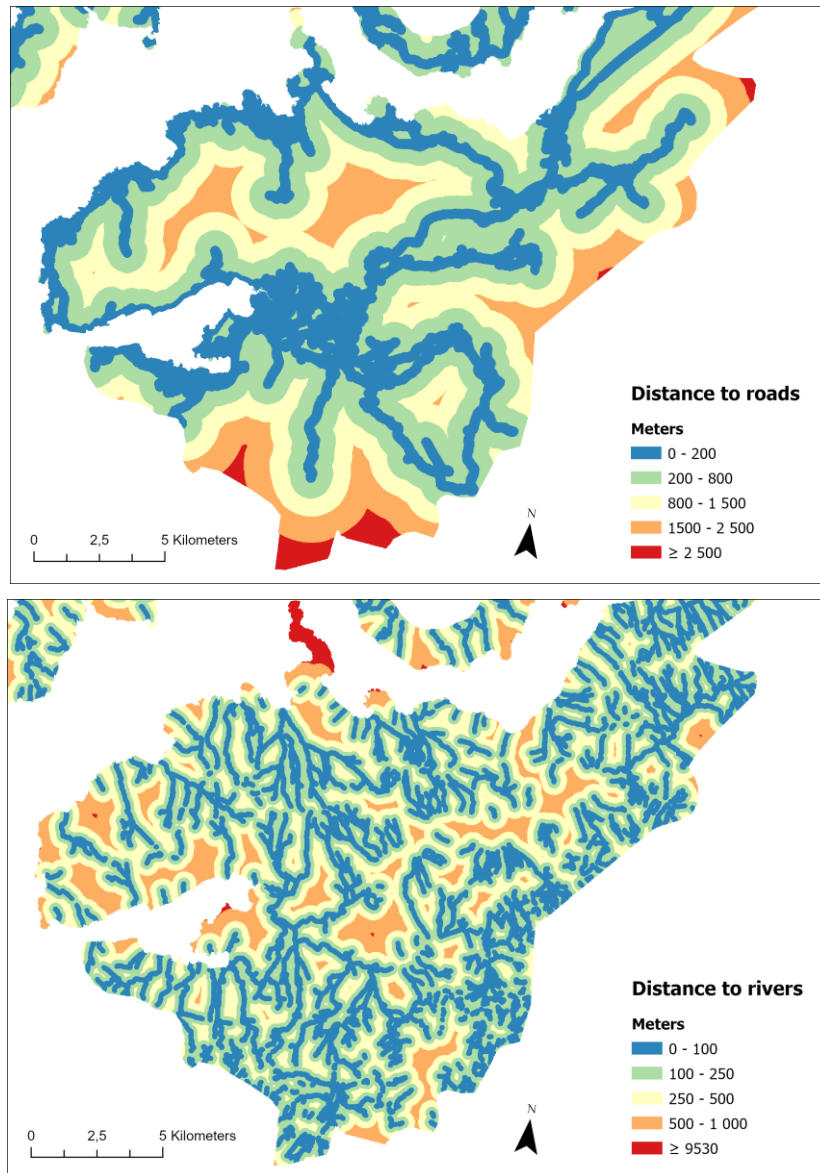 N
Distance to roads
Meters
0 - 200
200 - 800
800 - 1 500
1500 - 2 500
≥ 2 500
0 2,5 5 Kilometers
N
Distance to rivers
Meters
0 - 100
100 - 250
250 - 500
500 - 1 000
≥ 9530
0 2,5 5 Kilometers